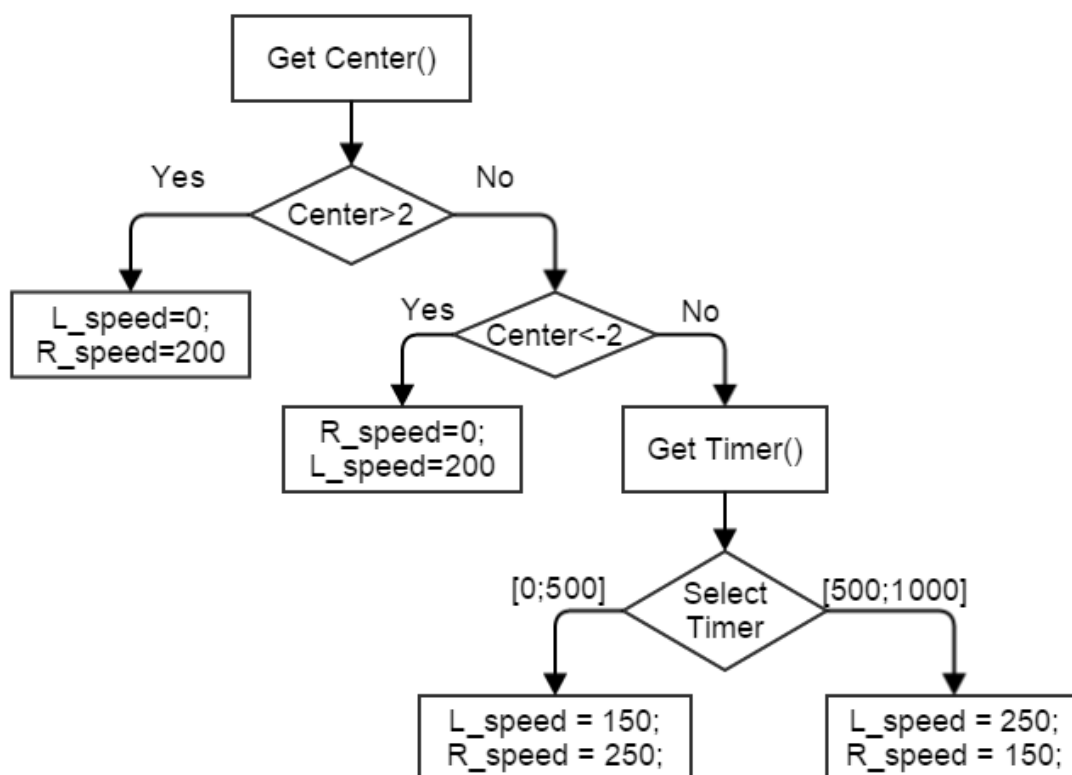 Get Center()
Yes
No
Center>2
L_speed=0;
R_speed=200
Yes
No
Center<-2
R_speed=0;
L_speed=200
Get Timer()
[0;500]
[500;1000]
Select
Timer
L_speed = 150;
R_speed = 250;
L_speed = 250;
R_speed = 150;